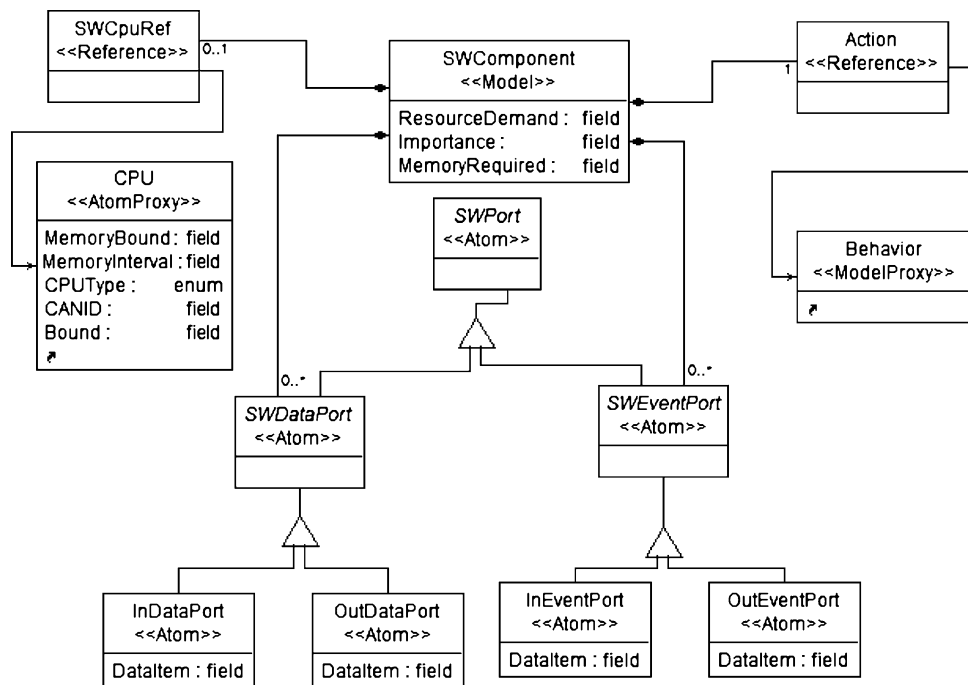 SWCpuRef
<<Reference>>
0..1
SWComponent
<<Model>>
ResourceDemand : field
Importance : field
MemoryRequired : field
Action
<<Reference>>
1
CPU
<<AtomProxy>>
MemoryBound : field
MemoryInterval : field
CPUType : enum
CANID : field
Bound : field
SWPort
<<Atom>>
Behavior
<<ModelProxy>>
0..*
0..*
SWDataPort
<<Atom>>
SWEventPort
<<Atom>>
InDataPort
<<Atom>>
DataItem : field
OutDataPort
<<Atom>>
DataItem : field
InEventPort
<<Atom>>
DataItem : field
OutEventPort
<<Atom>>
DataItem : field